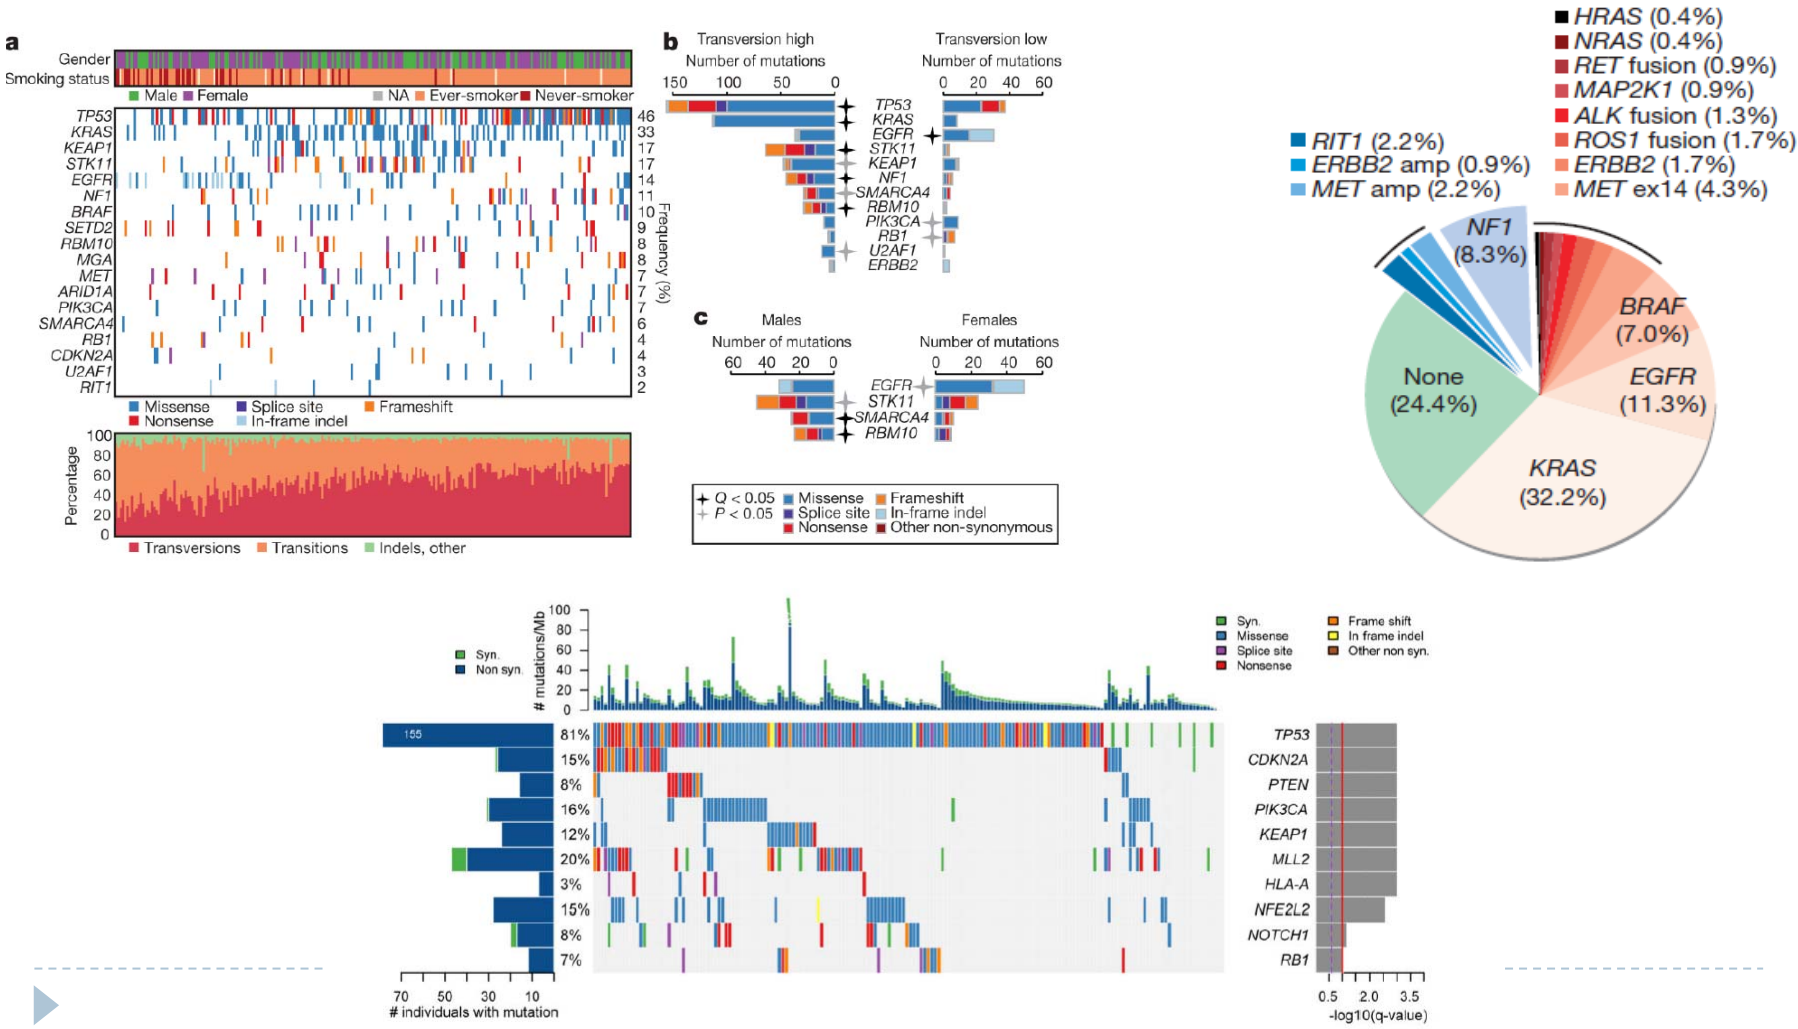 a
Gender
Smoking status
Male Female NA Ever-smoker Never-smoker
TP53 46
KRAS 33
KEAP1 17
STK11 17
EGFR 14
NF1 11
BRAF 10
SETD2 9
RBM10 8
MGA 8
MET 7
ARID1A 7
PIK3CA 7
SMARCA4 6
RB1 4
CDKN2A 4
U2AF1 3
RIT1 2
Frequency (%)
Missense Splice site Frameshift
Nonsense In-frame indel
100
80
60
40
20
0
Percentage
Transversions Transitions Indels, other
b
Transversion high Transversion low
Number of mutations Number of mutations
150 100 50 0 0 20 40 60
TP53
KRAS
EGFR
STK11
KEAP1
NF1
SMARCA4
RBM10
PIK3CA
RB1
U2AF1
ERBB2
c
Males Females
Number of mutations Number of mutations
60 40 20 0 0 20 40 60
EGFR
STK11
SMARCA4
RBM10
Q < 0.05 Missense Frameshift
P < 0.05 Splice site In-frame indel
Nonsense Other non-synonymous
HRAS (0.4%)
NRAS (0.4%)
RET fusion (0.9%)
MAP2K1 (0.9%)
ALK fusion (1.3%)
ROS1 fusion (1.7%)
ERBB2 (1.7%)
MET ex14 (4.3%)
RIT1 (2.2%)
ERBB2 amp (0.9%)
MET amp (2.2%)
NF1
(8.3%)
BRAF
(7.0%)
EGFR
(11.3%)
None
(24.4%)
KRAS
(32.2%)
# mutations/Mb
100
80
60
40
20
0
Syn.
Non syn.
Syn. Frame shift
Missense In frame indel
Splice site Other non syn.
Nonsense
155 81% TP53
15% CDKN2A
8% PTEN
16% PIK3CA
12% KEAP1
20% MLL2
3% HLA-A
15% NFE2L2
8% NOTCH1
7% RB1
70 50 30 10
# individuals with mutation
0.5 2.0 3.5
-log10(q-value)